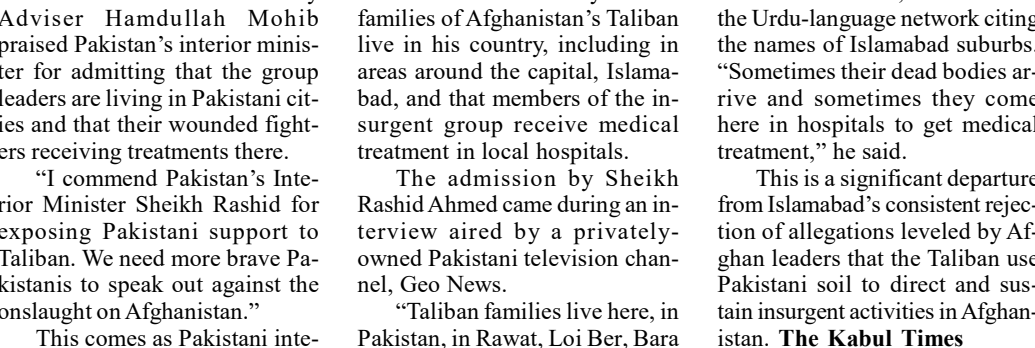 Adviser Hamdullah Mohib
praised Pakistan’s interior minis-
ter for admitting that the group
leaders are living in Pakistani cit-
ies and that their wounded fight-
ers receiving treatments there.
“I commend Pakistan’s Inte-
rior Minister Sheikh Rashid for
exposing Pakistani support to
Taliban. We need more brave Pa-
kistanis to speak out against the
onslaught on Afghanistan.”
This comes as Pakistani inte-
families of Afghanistan’s Taliban
live in his country, including in
areas around the capital, Islama-
bad, and that members of the in-
surgent group receive medical
treatment in local hospitals.
The admission by Sheikh
Rashid Ahmed came during an in-
terview aired by a privately-
owned Pakistani television chan-
nel, Geo News.
“Taliban families live here, in
Pakistan, in Rawat, Loi Ber, Bara
the Urdu-language network citing
the names of Islamabad suburbs.
“Sometimes their dead bodies ar-
rive and sometimes they come
here in hospitals to get medical
treatment,” he said.
This is a significant departure
from Islamabad’s consistent rejec-
tion of allegations leveled by Af-
ghan leaders that the Taliban use
Pakistani soil to direct and sus-
tain insurgent activities in Afghan-
istan. The Kabul Times